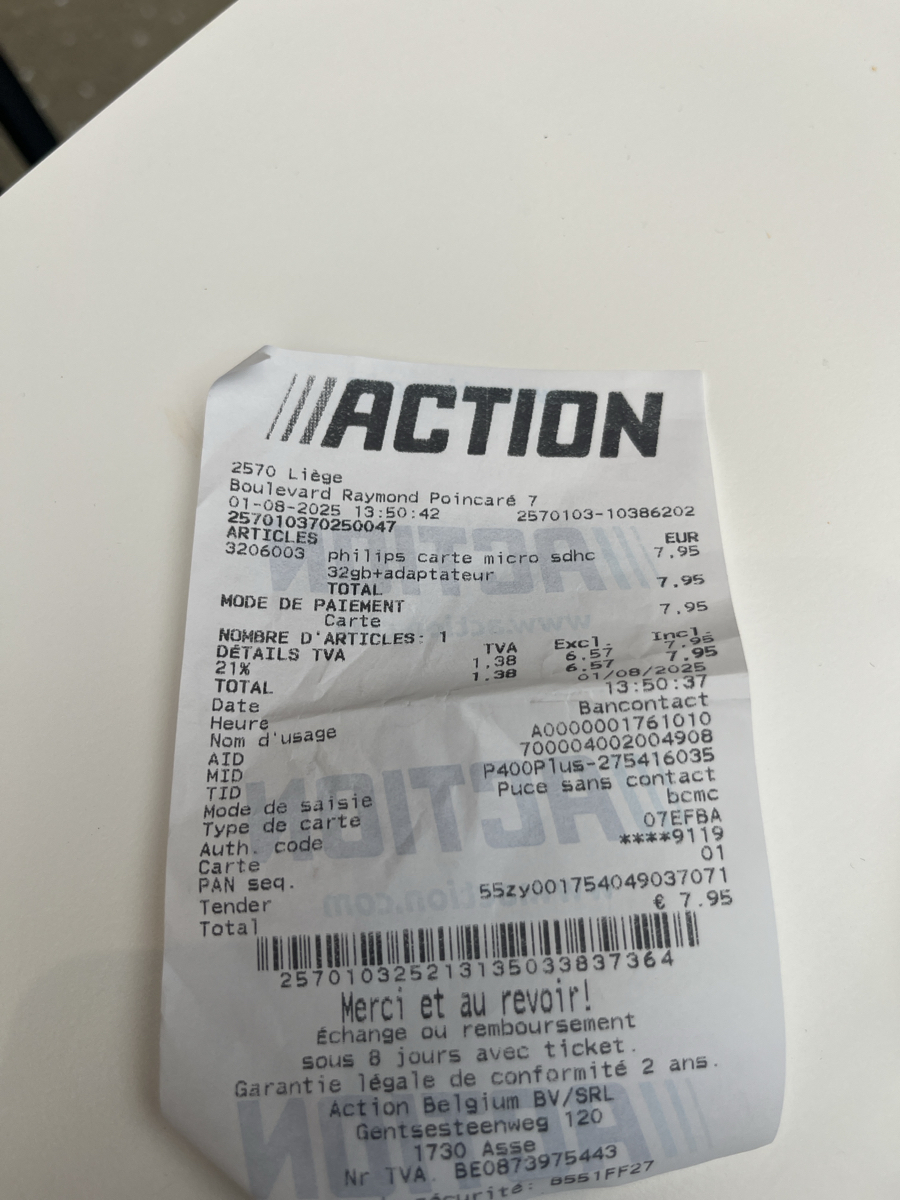 ACTION
2570 Liège
Boulevard Raymond Poincaré 7
01-08-2025 13:50:42 2570103-10386202
257010370250047
ARTICLES EUR
3206003 philips carte micro sdhc 7.95
32gb+adaptateur
TOTAL 7.95
MODE DE PAIEMENT
Carte 7.95
NOMBRE D'ARTICLES: 1
DÉTAILS TVA TVA Excl. Incl.
21% 1.38 6.57 7.95
TOTAL 1.38 6.57 7.95
Date 01/08/2025
Heure 13:50:37
Nom d'usage Bancontact
AID A0000001761010
MID 700004002004908
TID P400Plus-275416035
Mode de saisie Puce sans contact
Type de carte bcmc
Auth. code 07EFBA
Carte ****9119
PAN seq. 01
Tender 55zy001754049037071
Total € 7.95
2570103252131350338373​64
Merci et au revoir!
Échange ou remboursement
sous 8 jours avec ticket.
Garantie légale de conformité 2 ans.
Action Belgium BV/SRL
Gentsesteenweg 120
1730 Asse
Nr TVA. BE0873975443
sécurité: 8551FF27